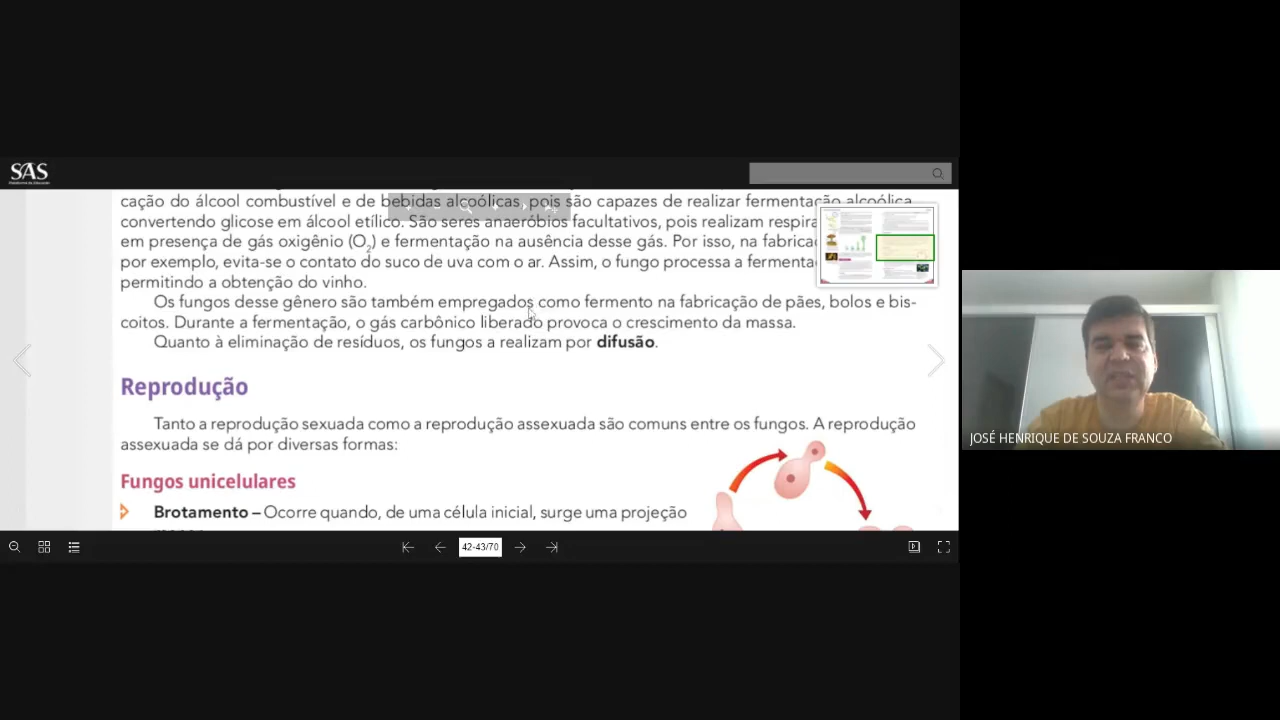 SAS
cação do álcool combustível e de bebidas alcoólicas, pois são capazes de realizar fermentação alcoólica,
convertendo glicose em álcool etílico. São seres anaeróbios facultativos, pois realizam respira
em presença de gás oxigênio (O2) e fermentação na ausência desse gás. Por isso, na fabricaç
por exemplo, evita-se o contato do suco de uva com o ar. Assim, o fungo processa a fermenta
permitindo a obtenção do vinho.
Os fungos desse gênero são também empregados como fermento na fabricação de pães, bolos e bis-
coitos. Durante a fermentação, o gás carbônico liberado provoca o crescimento da massa.
Quanto à eliminação de resíduos, os fungos a realizam por difusão.
Reprodução
Tanto a reprodução sexuada como a reprodução assexuada são comuns entre os fungos. A reprodução
assexuada se dá por diversas formas:
Fungos unicelulares
Brotamento – Ocorre quando, de uma célula inicial, surge uma projeção
42-43/70
JOSÉ HENRIQUE DE SOUZA FRANCO